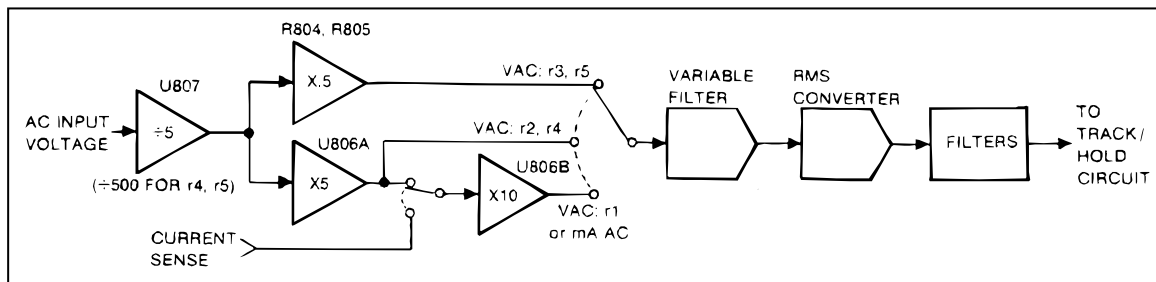 R804, R805
U807
X.5
VAC: r3, r5
VARIABLE
FILTER
RMS
CONVERTER
AC INPUT
VOLTAGE
÷5
(÷500 FOR r4, r5)
U806A
X5
VAC: r2, r4
U806B
X10
VAC: r1
or mA AC
CURRENT
SENSE
FILTERS
TO
TRACK/
HOLD
CIRCUIT